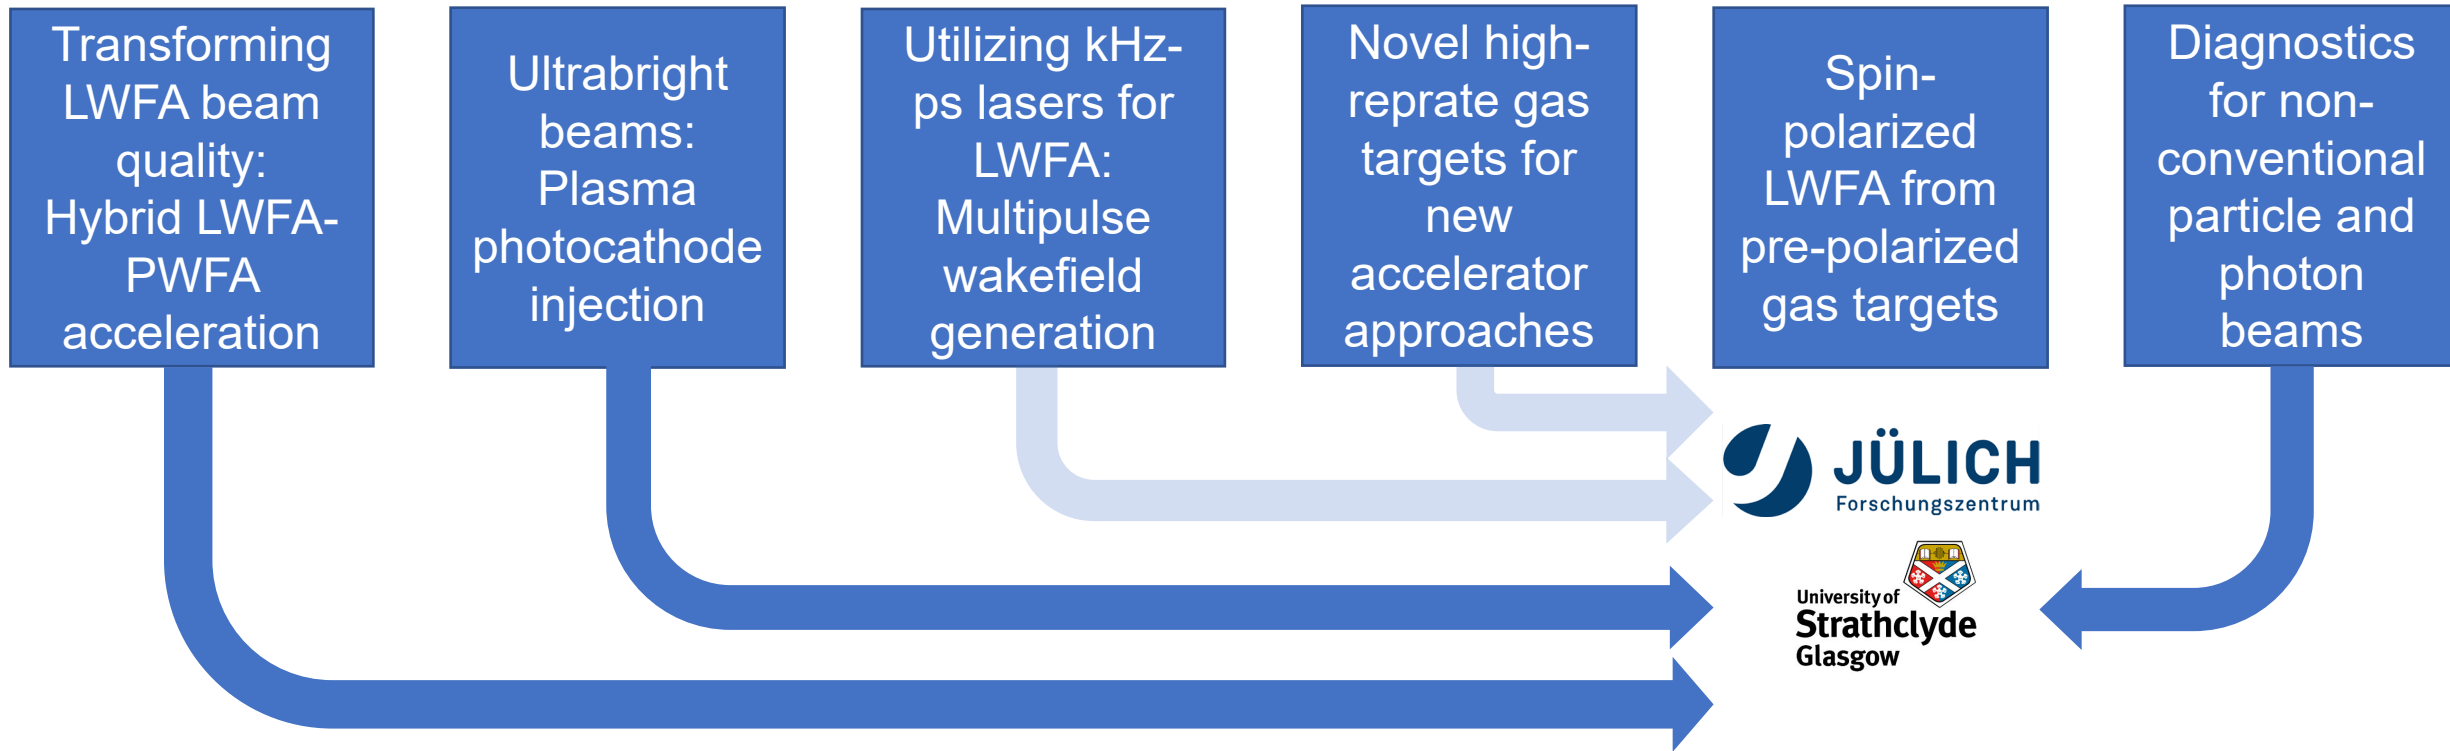 Transforming
LWFA beam
quality:
Hybrid LWFA-
PWFA
acceleration
Ultrabright
beams:
Plasma
photocathode
injection
Utilizing kHz-
ps lasers for
LWFA:
Multipulse
wakefield
generation
Novel high-
reprate gas
targets for
new
accelerator
approaches
Spin-
polarized
LWFA from
pre-polarized
gas targets
Diagnostics
for non-
conventional
particle and
photon
beams
JÜLICH
Forschungszentrum
University of
Strathclyde
Glasgow